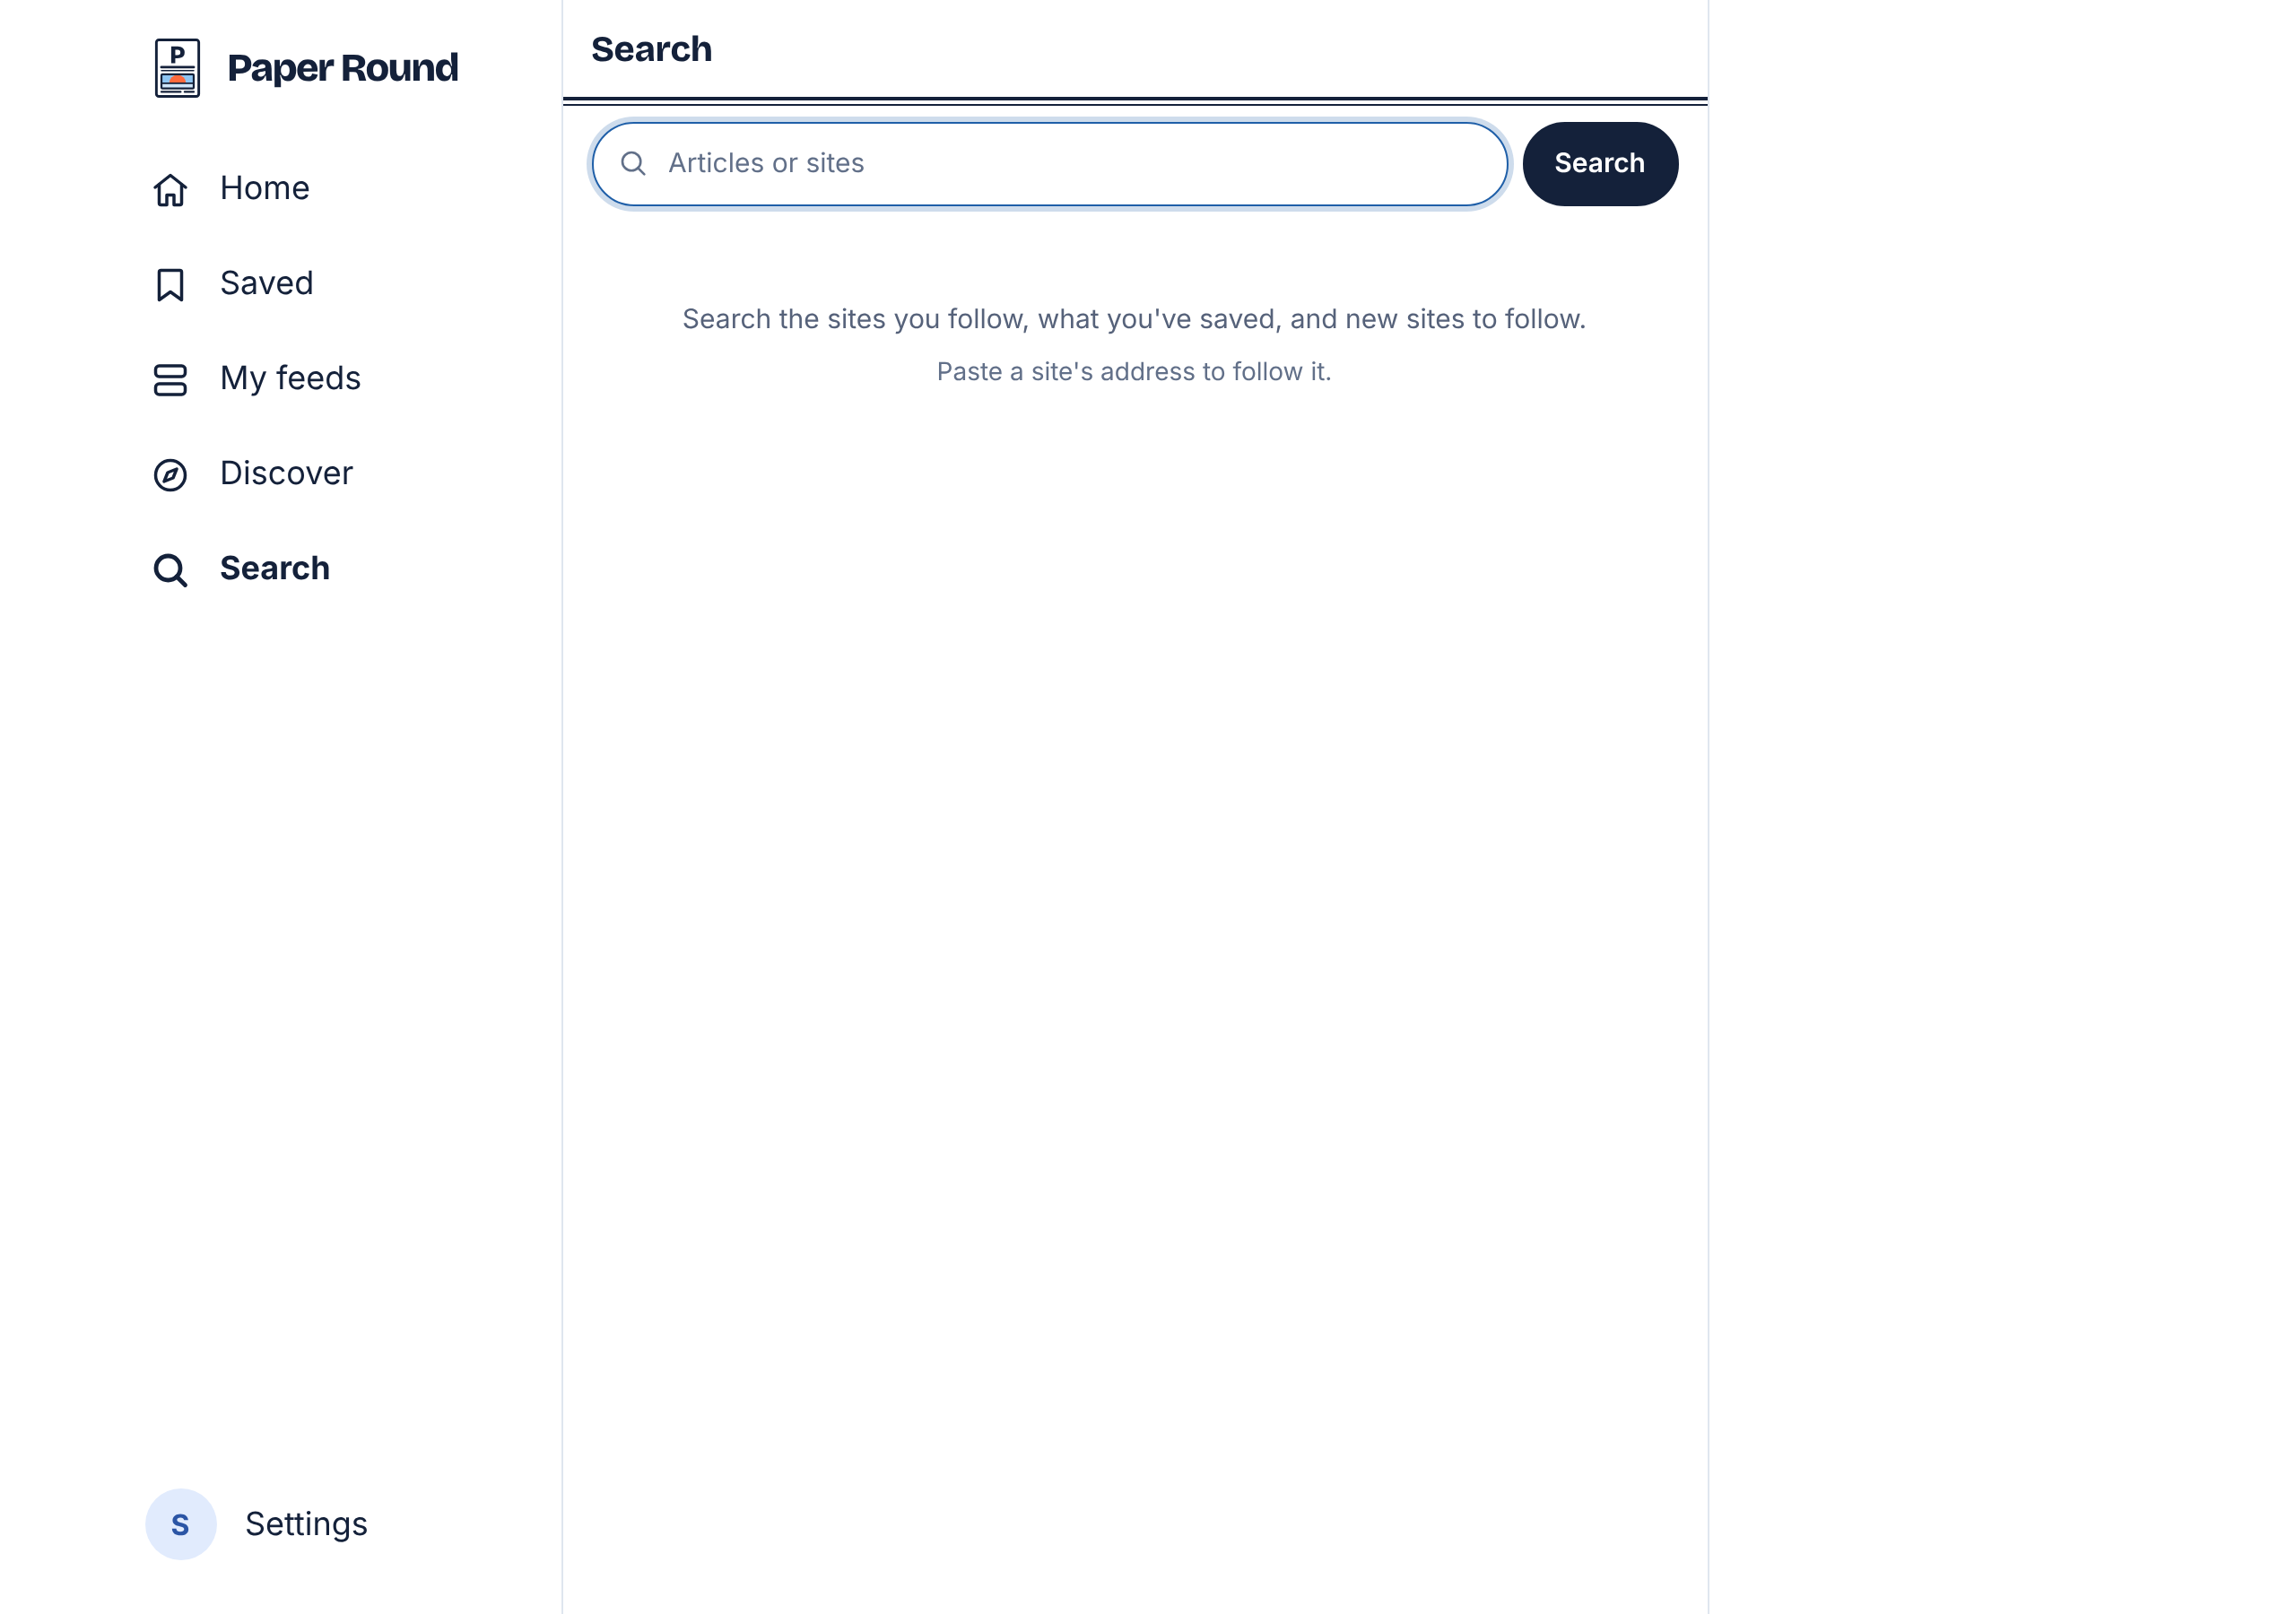 P
Paper Round
Home
Saved
My feeds
Discover
Search
S
Settings
Search
Articles or sites
Search
Search the sites you follow, what you've saved, and new sites to follow.
Paste a site's address to follow it.